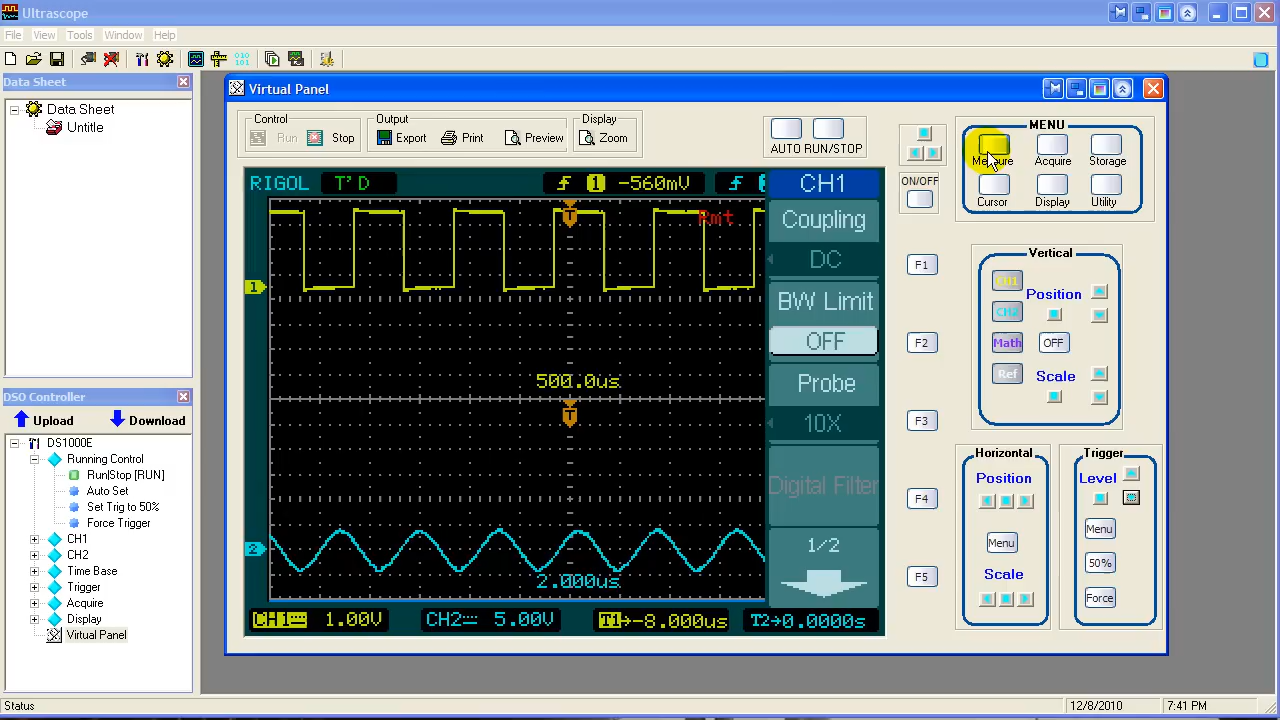 Ultrascope
File View Tools Window Help
Data Sheet
Data Sheet
Untitle
DSO Controller
Upload Download
DS1000E
Running Control
Run|Stop [RUN]
Auto Set
Set Trig to 50%
Force Trigger
CH1
CH2
Time Base
Trigger
Acquire
Display
Virtual Panel
Virtual Panel
Control Output Display
Run Stop Export Print Preview Zoom
AUTO RUN/STOP
ON/OFF
RIGOL T'D 1 -560mV
T
Rmt
1
500.0us
T
2
2.000us
CH1 1.00V CH2 5.00V T1→-8.000us T2→0.0000s
CH1
Coupling
DC
BW Limit
OFF
Probe
10X
Digital Filter
1/2
F1
F2
F3
F4
F5
MENU
Measure Acquire Storage
Cursor Display Utility
Vertical
CH1
Position
CH2
Math OFF
Ref Scale
Horizontal
Position
Menu
Scale
Trigger
Level
Menu
50%
Force
Status 12/8/2010 7:41 PM